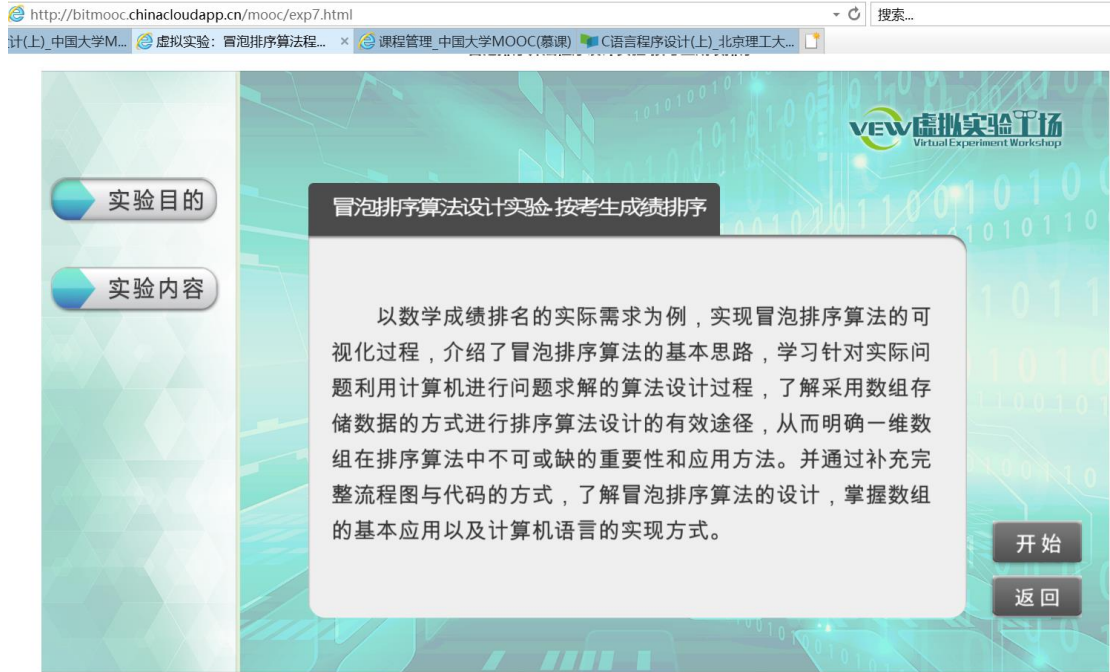 http://bitmooc.chinacloudapp.cn/mooc/exp7.html
搜索...
计(上)_中国大学M...
虚拟实验：冒泡排序算法程...
课程管理_中国大学MOOC(慕课)
C语言程序设计(上)_北京理工大...
VEW虚拟实验工场
Virtual Experiment Workshop
实验目的
实验内容
冒泡排序算法设计实验-按考生成绩排序
以数学成绩排名的实际需求为例，实现冒泡排序算法的可
视化过程，介绍了冒泡排序算法的基本思路，学习针对实际问
题利用计算机进行问题求解的算法设计过程，了解采用数组存
储数据的方式进行排序算法设计的有效途径，从而明确一维数
组在排序算法中不可或缺的重要性和应用方法。并通过补充完
整流程图与代码的方式，了解冒泡排序算法的设计，掌握数组
的基本应用以及计算机语言的实现方式。
开始
返回